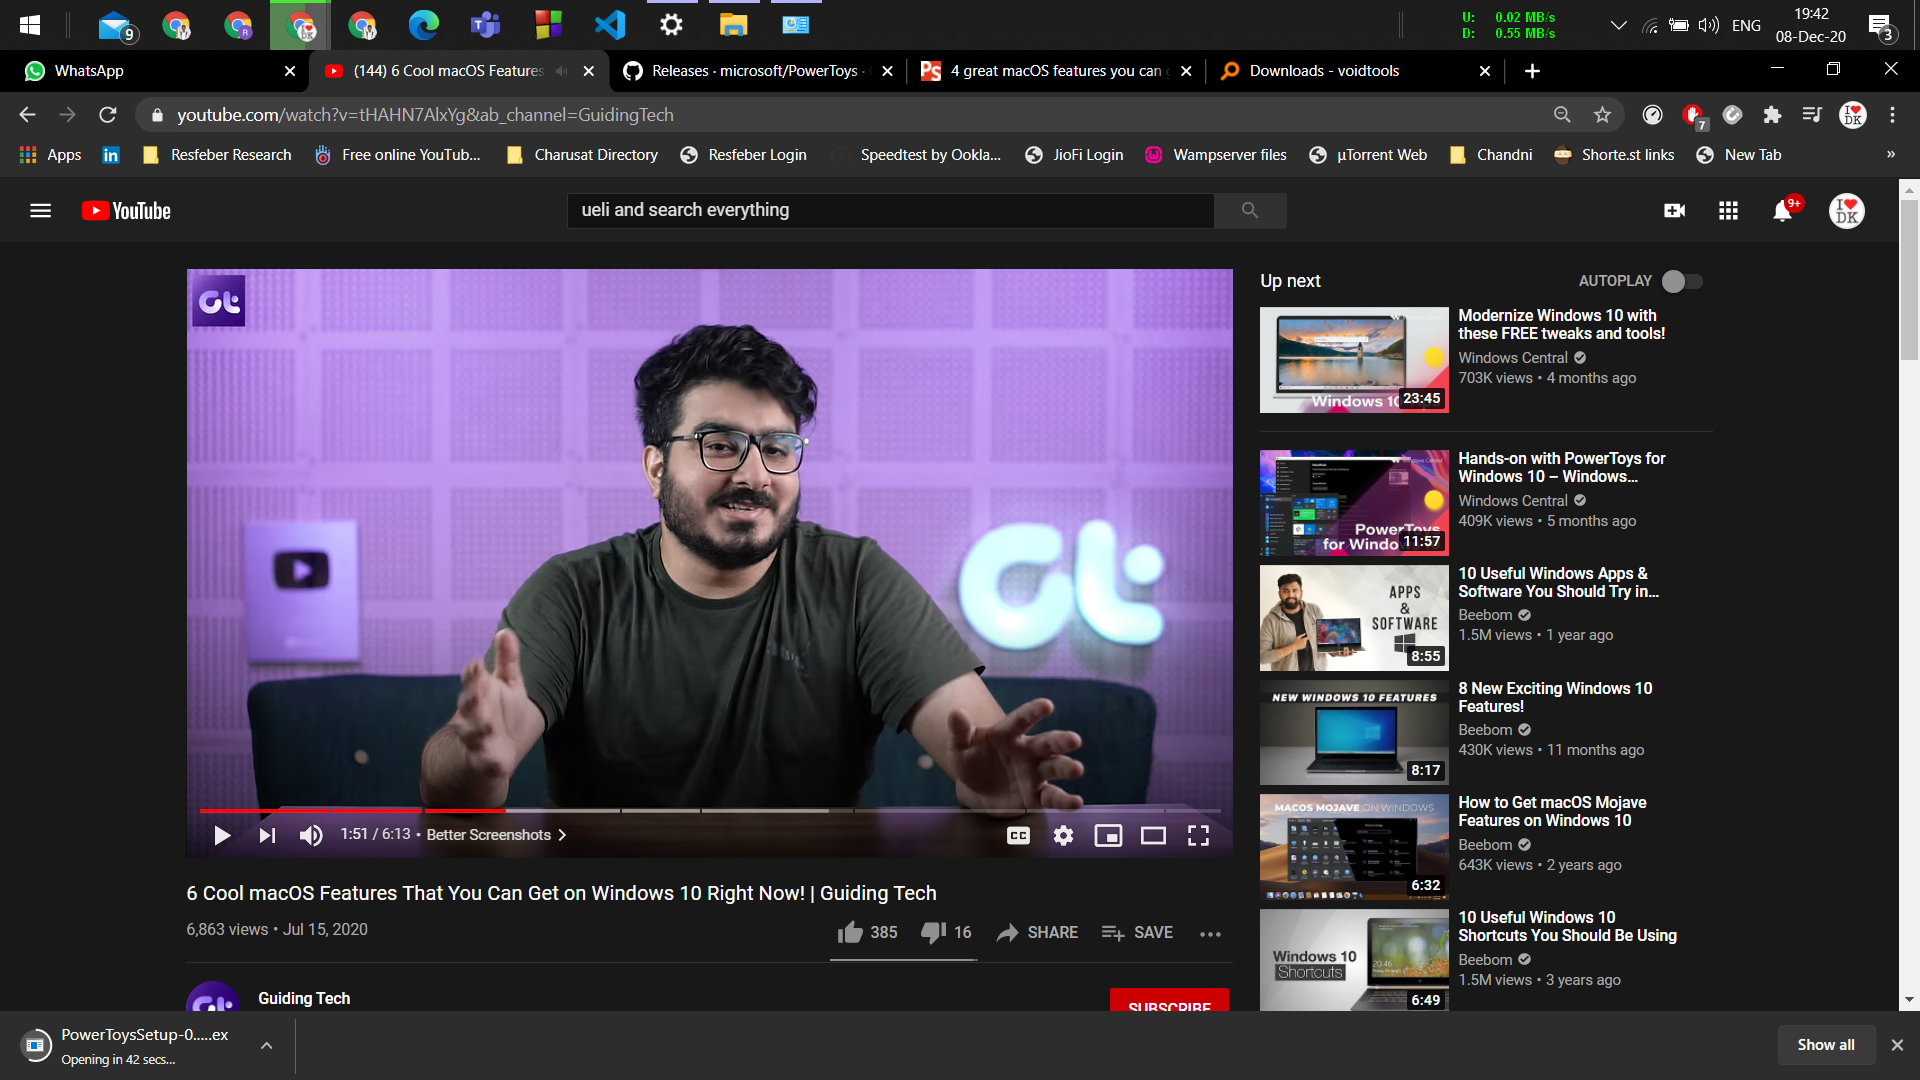 9
U: 0.02 MB/s
D: 0.55 MB/s
ENG
19:42
08-Dec-20
3
WhatsApp
(144) 6 Cool macOS Features
Releases · microsoft/PowerToys ·
4 great macOS features you can
Downloads - voidtools
youtube.com/watch?v=tHAHN7AlxYg&ab_channel=GuidingTech
7
I ❤ DK
Apps
Resfeber Research
Free online YouTub...
Charusat Directory
Resfeber Login
Speedtest by Ookla...
JioFi Login
Wampserver files
µTorrent Web
Chandni
Shorte.st links
New Tab
»
YouTube
ueli and search everything
9+
I ❤ DK
Gt
Gt
1:51 / 6:13 • Better Screenshots
CC
6 Cool macOS Features That You Can Get on Windows 10 Right Now! | Guiding Tech
6,863 views • Jul 15, 2020
385
16
SHARE
SAVE
Guiding Tech
SUBSCRIBE
Up next
AUTOPLAY
Windows 10
23:45
Modernize Windows 10 with
these FREE tweaks and tools!
Windows Central
703K views • 4 months ago
PowerToys
for Windo
11:57
Hands-on with PowerToys for
Windows 10 – Windows...
Windows Central
409K views • 5 months ago
APPS
&
SOFTWARE
8:55
10 Useful Windows Apps &
Software You Should Try in...
Beebom
1.5M views • 1 year ago
NEW WINDOWS 10 FEATURES
8:17
8 New Exciting Windows 10
Features!
Beebom
430K views • 11 months ago
MACOS MOJAVE ON WINDOWS
6:32
How to Get macOS Mojave
Features on Windows 10
Beebom
643K views • 2 years ago
Windows 10
Shortcuts
20:46
6:49
10 Useful Windows 10
Shortcuts You Should Be Using
Beebom
1.5M views • 3 years ago
PowerToysSetup-0.....ex
Opening in 42 secs...
Show all